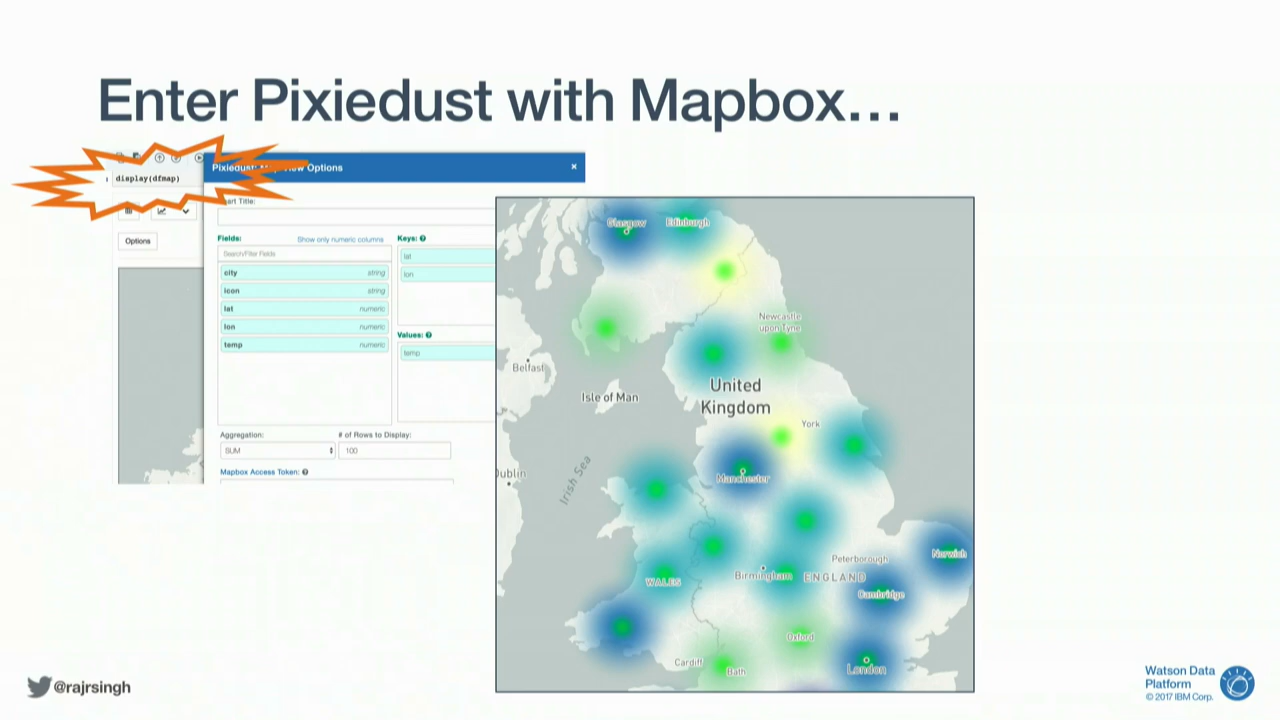 Enter Pixiedust with Mapbox...
display(dfmap)
Options
Options
×
Fields:
Show only numeric columns
Search/Filter Fields
city string
icon string
lat numeric
lon numeric
temp numeric
Keys:
lat
lon
Values:
temp
Aggregation:
SUM
# of Rows to Display:
100
Mapbox Access Token:
Glasgow
Edinburgh
Newcastle
upon Tyne
Belfast
Isle of Man
United
Kingdom
York
Irish Sea
Manchester
Norwich
Peterborough
WALES
Birmingham
ENGLAND
Cambridge
Oxford
Cardiff
Bath
London
@rajrsingh
Watson Data
Platform
© 2017 IBM Corp.